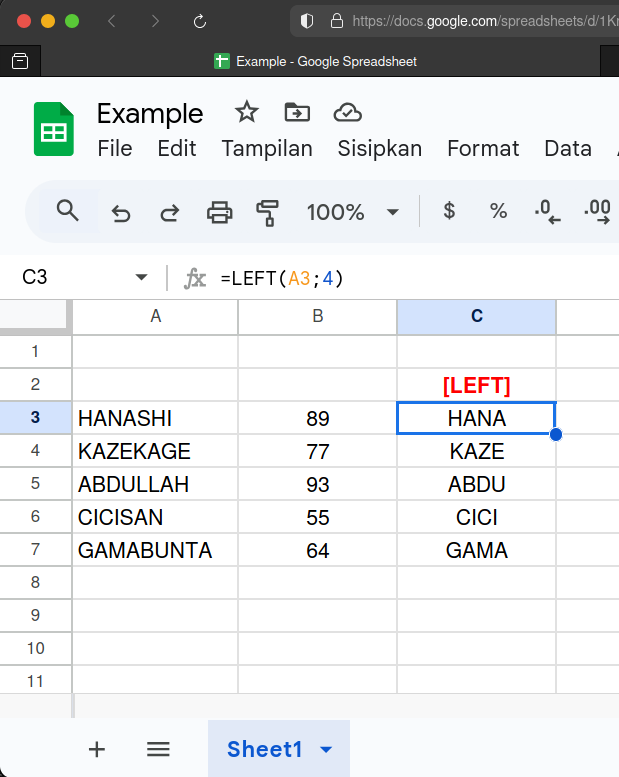 https://docs.google.com/spreadsheets/d/1K
Example - Google Spreadsheet
Example
File Edit Tampilan Sisipkan Format Data
100% $ % .0 .00
C3 fx =LEFT(A3;4)
A B C
1
2 [LEFT]
3 HANASHI 89 HANA
4 KAZEKAGE 77 KAZE
5 ABDULLAH 93 ABDU
6 CICISAN 55 CICI
7 GAMABUNTA 64 GAMA
8
9
10
11
Sheet1